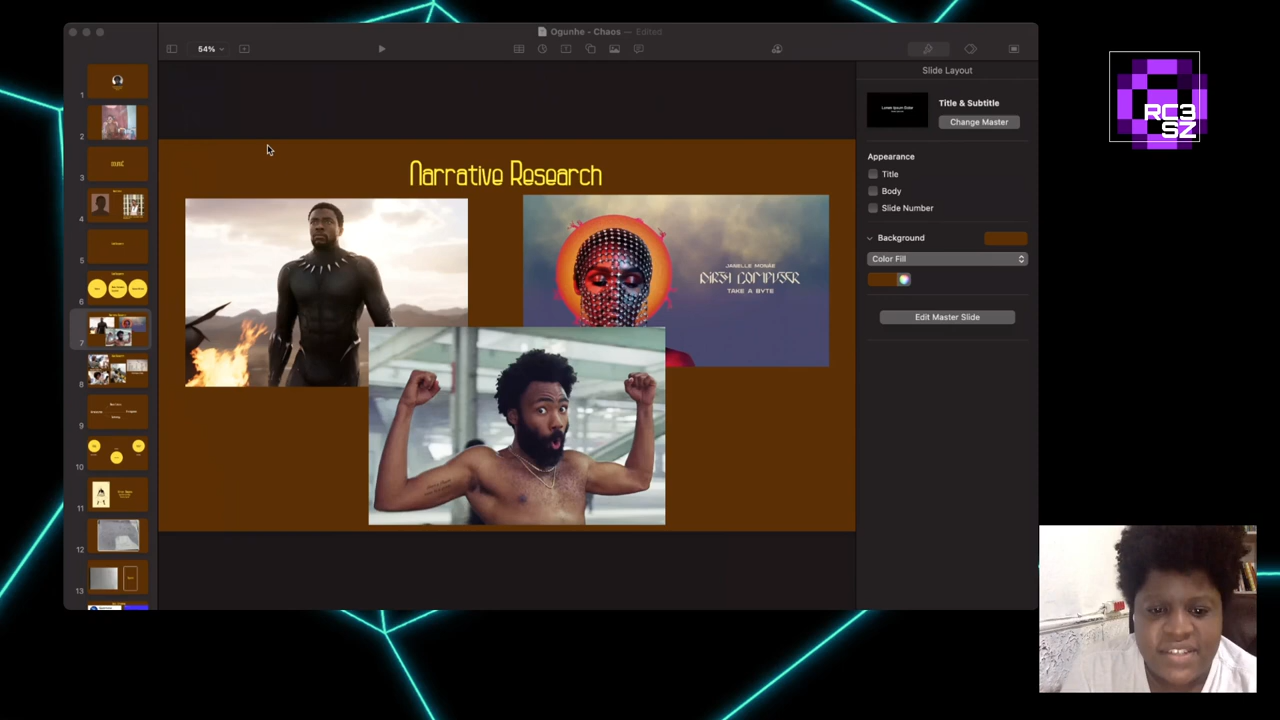 Ogunhe - Chaos — Edited
54%
Slide Layout
Title & Subtitle
Change Master
Appearance
Title
Body
Slide Number
Background
Color Fill
Edit Master Slide
Narrative Research
JANELLE MONÁE
DIRTY COMPUTER
TAKE A BYTE
1
2
3
4
5
6
7
8
9
10
11
12
13
RC3
SZ